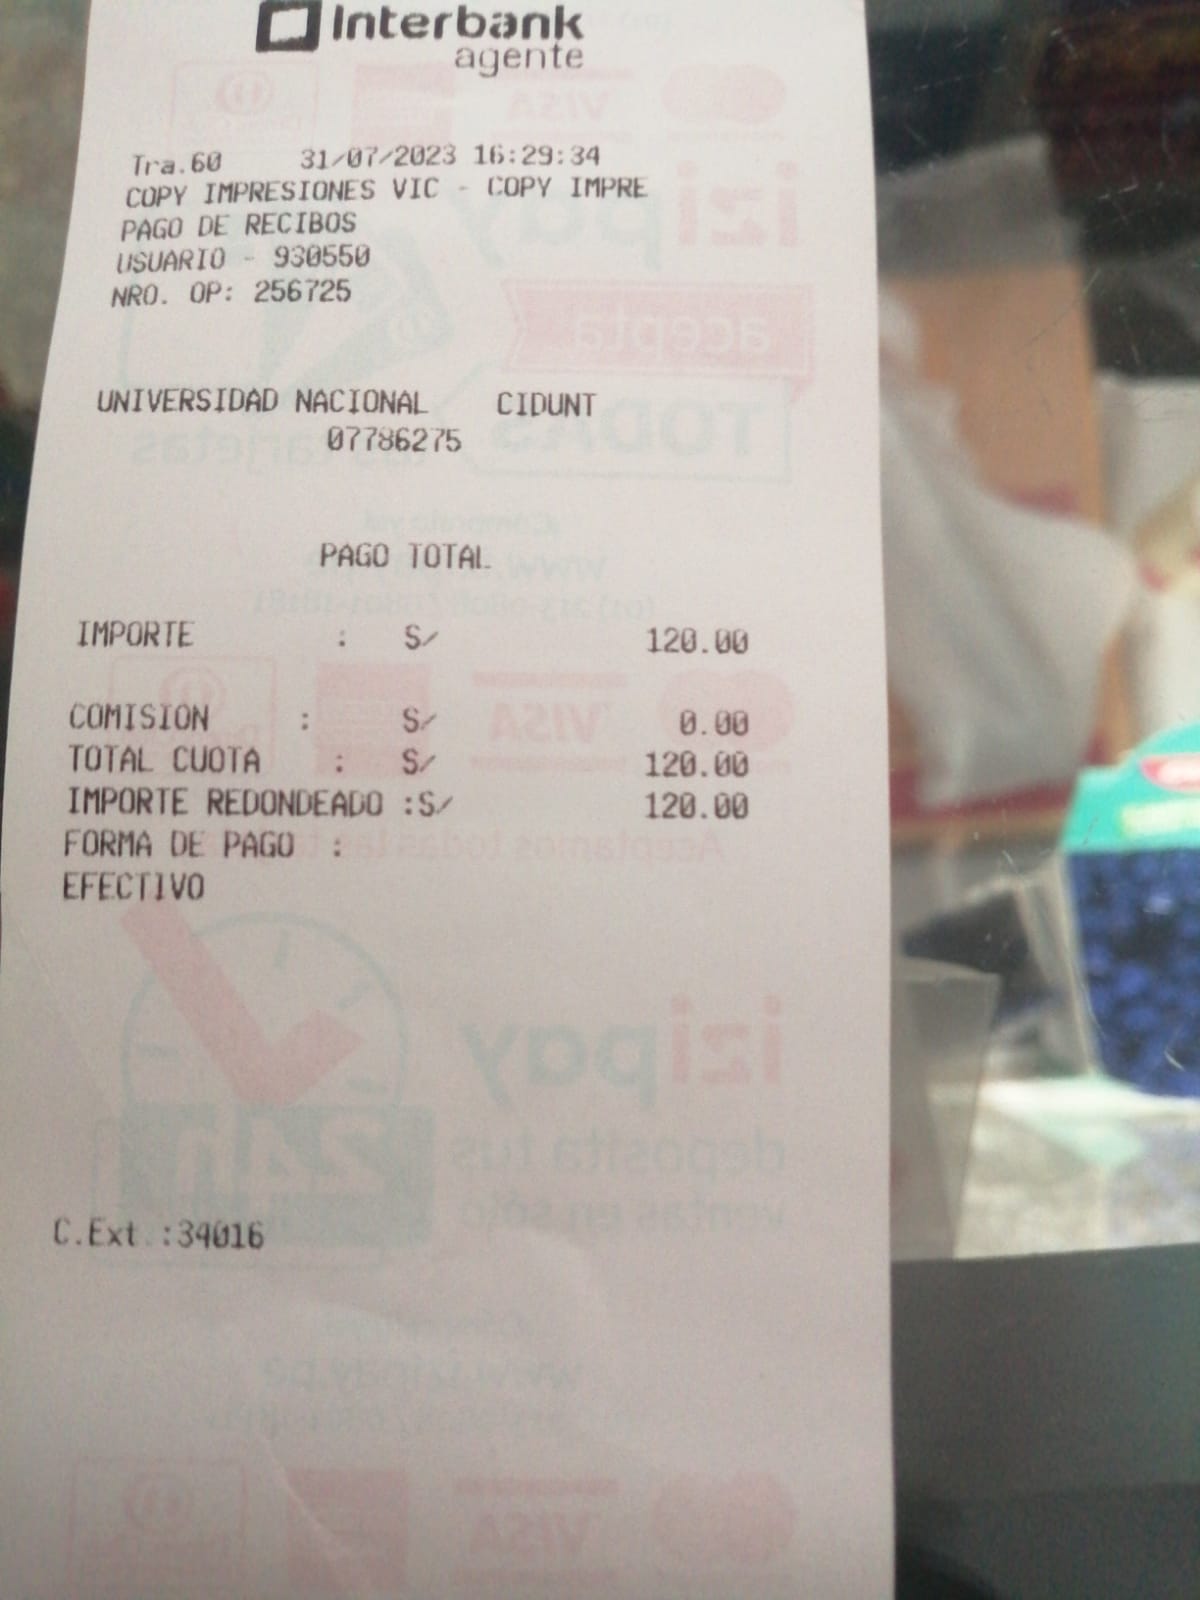 Interbank
agente
Tra.60 31/07/2023 16:29:34
COPY IMPRESIONES VIC - COPY IMPRE
PAGO DE RECIBOS
USUARIO - 930550
NRO. OP: 256725
UNIVERSIDAD NACIONAL CIDUNT
07786275
PAGO TOTAL
IMPORTE : S/ 120.00
COMISION : S/ 0.00
TOTAL CUOTA : S/ 120.00
IMPORTE REDONDEADO :S/ 120.00
FORMA DE PAGO :
EFECTIVO
C.Ext.:34016